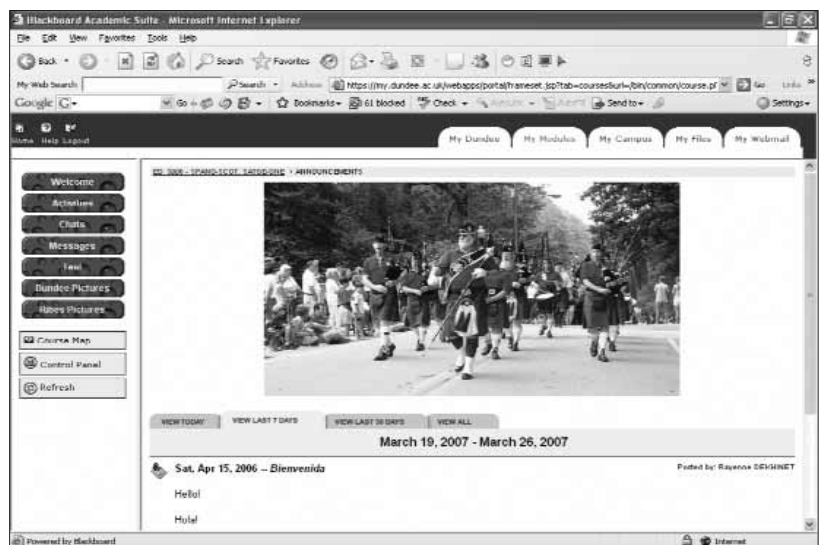 Blackboard Academic Suite - Microsoft Internet Explorer
File Edit View Favorites Tools Help
Back Search Favorites
My Web Search Search Address https://my.dundee.ac.uk/webapps/portal/frameset.jsp?tab=courses&url=/bin/common/course.pl Go Links
Google G Go Bookmarks 61 blocked Check Send to Settings
Home Help Logout
My Dundee My Modules My Campus My Files My Webmail
Welcome
Activities
Chats
Messages
Dundee Pictures
Ribes Pictures
Course Map
Control Panel
Refresh
> ANNOUNCEMENTS
VIEW TODAY VIEW LAST 7 DAYS VIEW LAST 30 DAYS VIEW ALL
March 19, 2007 - March 26, 2007
Sat, Apr 15, 2006 -- Bienvenida Posted by: Rayenne DEKHINET
Hello!
Hola!
Powered by Blackboard Internet